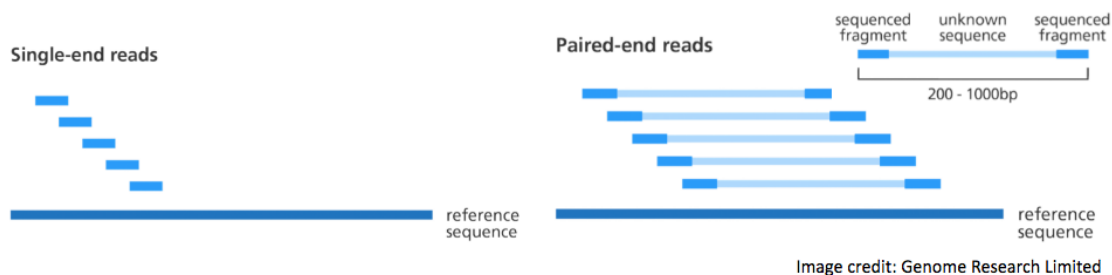 Single-end reads
reference
sequence
Paired-end reads
sequenced fragment
unknown sequence
sequenced fragment
200 - 1000bp
reference
sequence
Image credit: Genome Research Limited